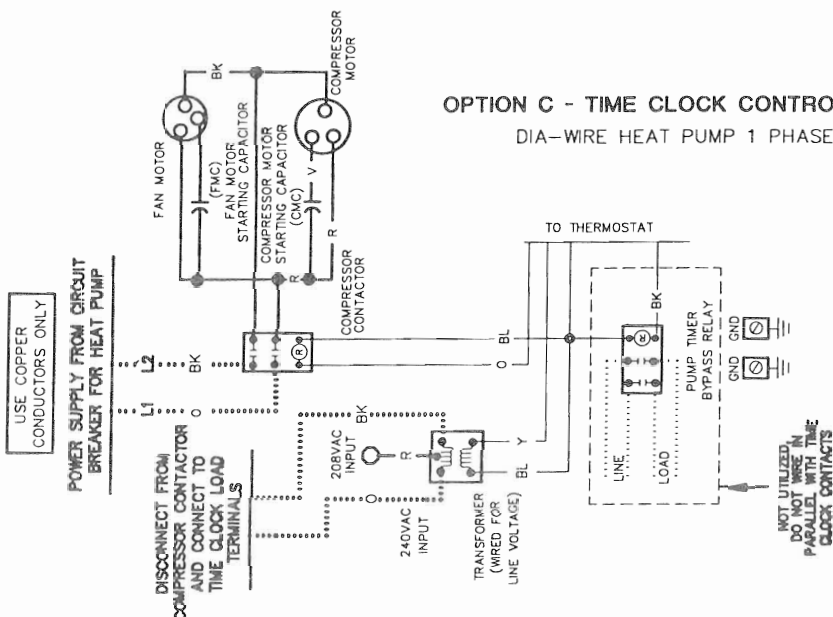 OPTION C - TIME CLOCK CONTRO
DIA-WIRE HEAT PUMP 1 PHASE
USE COPPER
CONDUCTORS ONLY
POWER SUPPLY FROM CIRCUIT
BREAKER FOR HEAT PUMP
L1
L2
O
BK
FAN MOTOR
BK
COMPRESSOR
MOTOR
(FMC)
FAN MOTOR
STARTING CAPACITOR
COMPRESSOR MOTOR
STARTING CAPACITOR
(CMC)
V
R
R
COMPRESSOR
CONTACTOR
R
DISCONNECT FROM
COMPRESSOR CONTACTOR
AND CONNECT TO
TIME CLOCK LOAD
TERMINALS
BK
O
208VAC
INPUT
R
240VAC
INPUT
TRANSFORMER
(WIRED FOR
LINE VOLTAGE)
Y
BL
BL
O
TO THERMOSTAT
BK
R
PUMP TIMER
BYPASS RELAY
LINE
LOAD
GND
GND
NOT UTILIZED,
DO NOT WIRE IN
PARALLEL WITH TIME
CLOCK CONTACTS